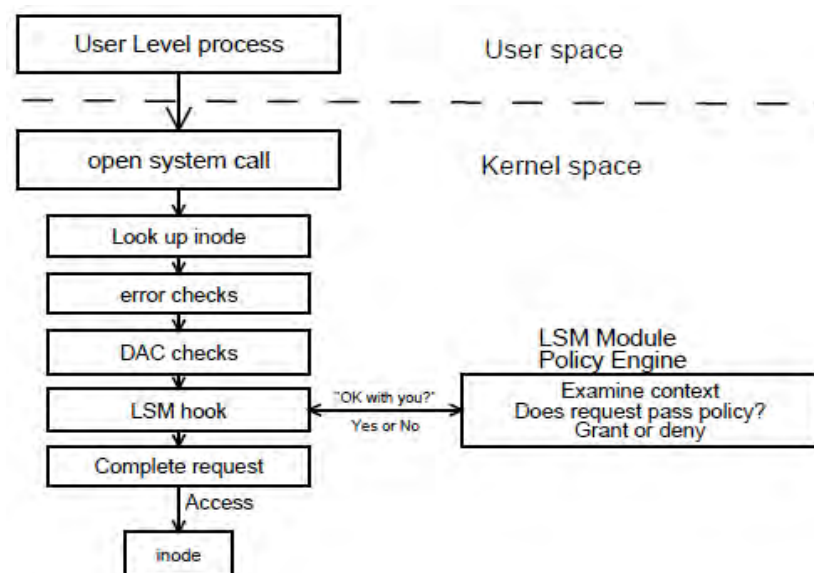 User Level process
User space
open system call
Kernel space
Look up inode
error checks
DAC checks
LSM Module
Policy Engine
LSM hook
"OK with you?"
Yes or No
Examine context
Does request pass policy?
Grant or deny
Complete request
Access
inode